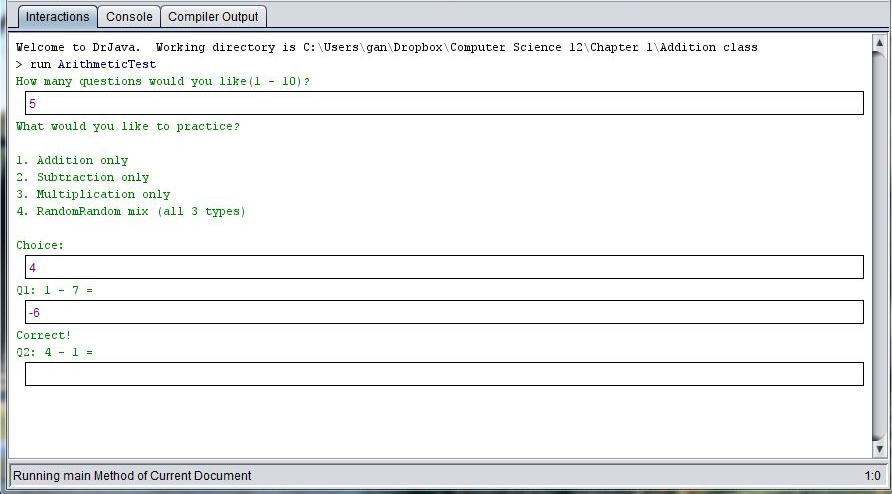 Interactions Console Compiler Output
Welcome to DrJava.  Working directory is C:\Users\gan\Dropbox\Computer Science 12\Chapter 1\Addition class
> run ArithmeticTest
How many questions would you like(1 - 10)?
5
What would you like to practice?
1. Addition only
2. Subtraction only
3. Multiplication only
4. RandomRandom mix (all 3 types)
Choice:
4
Q1: 1 - 7 =
-6
Correct!
Q2: 4 - 1 =
Running main Method of Current Document 1:0